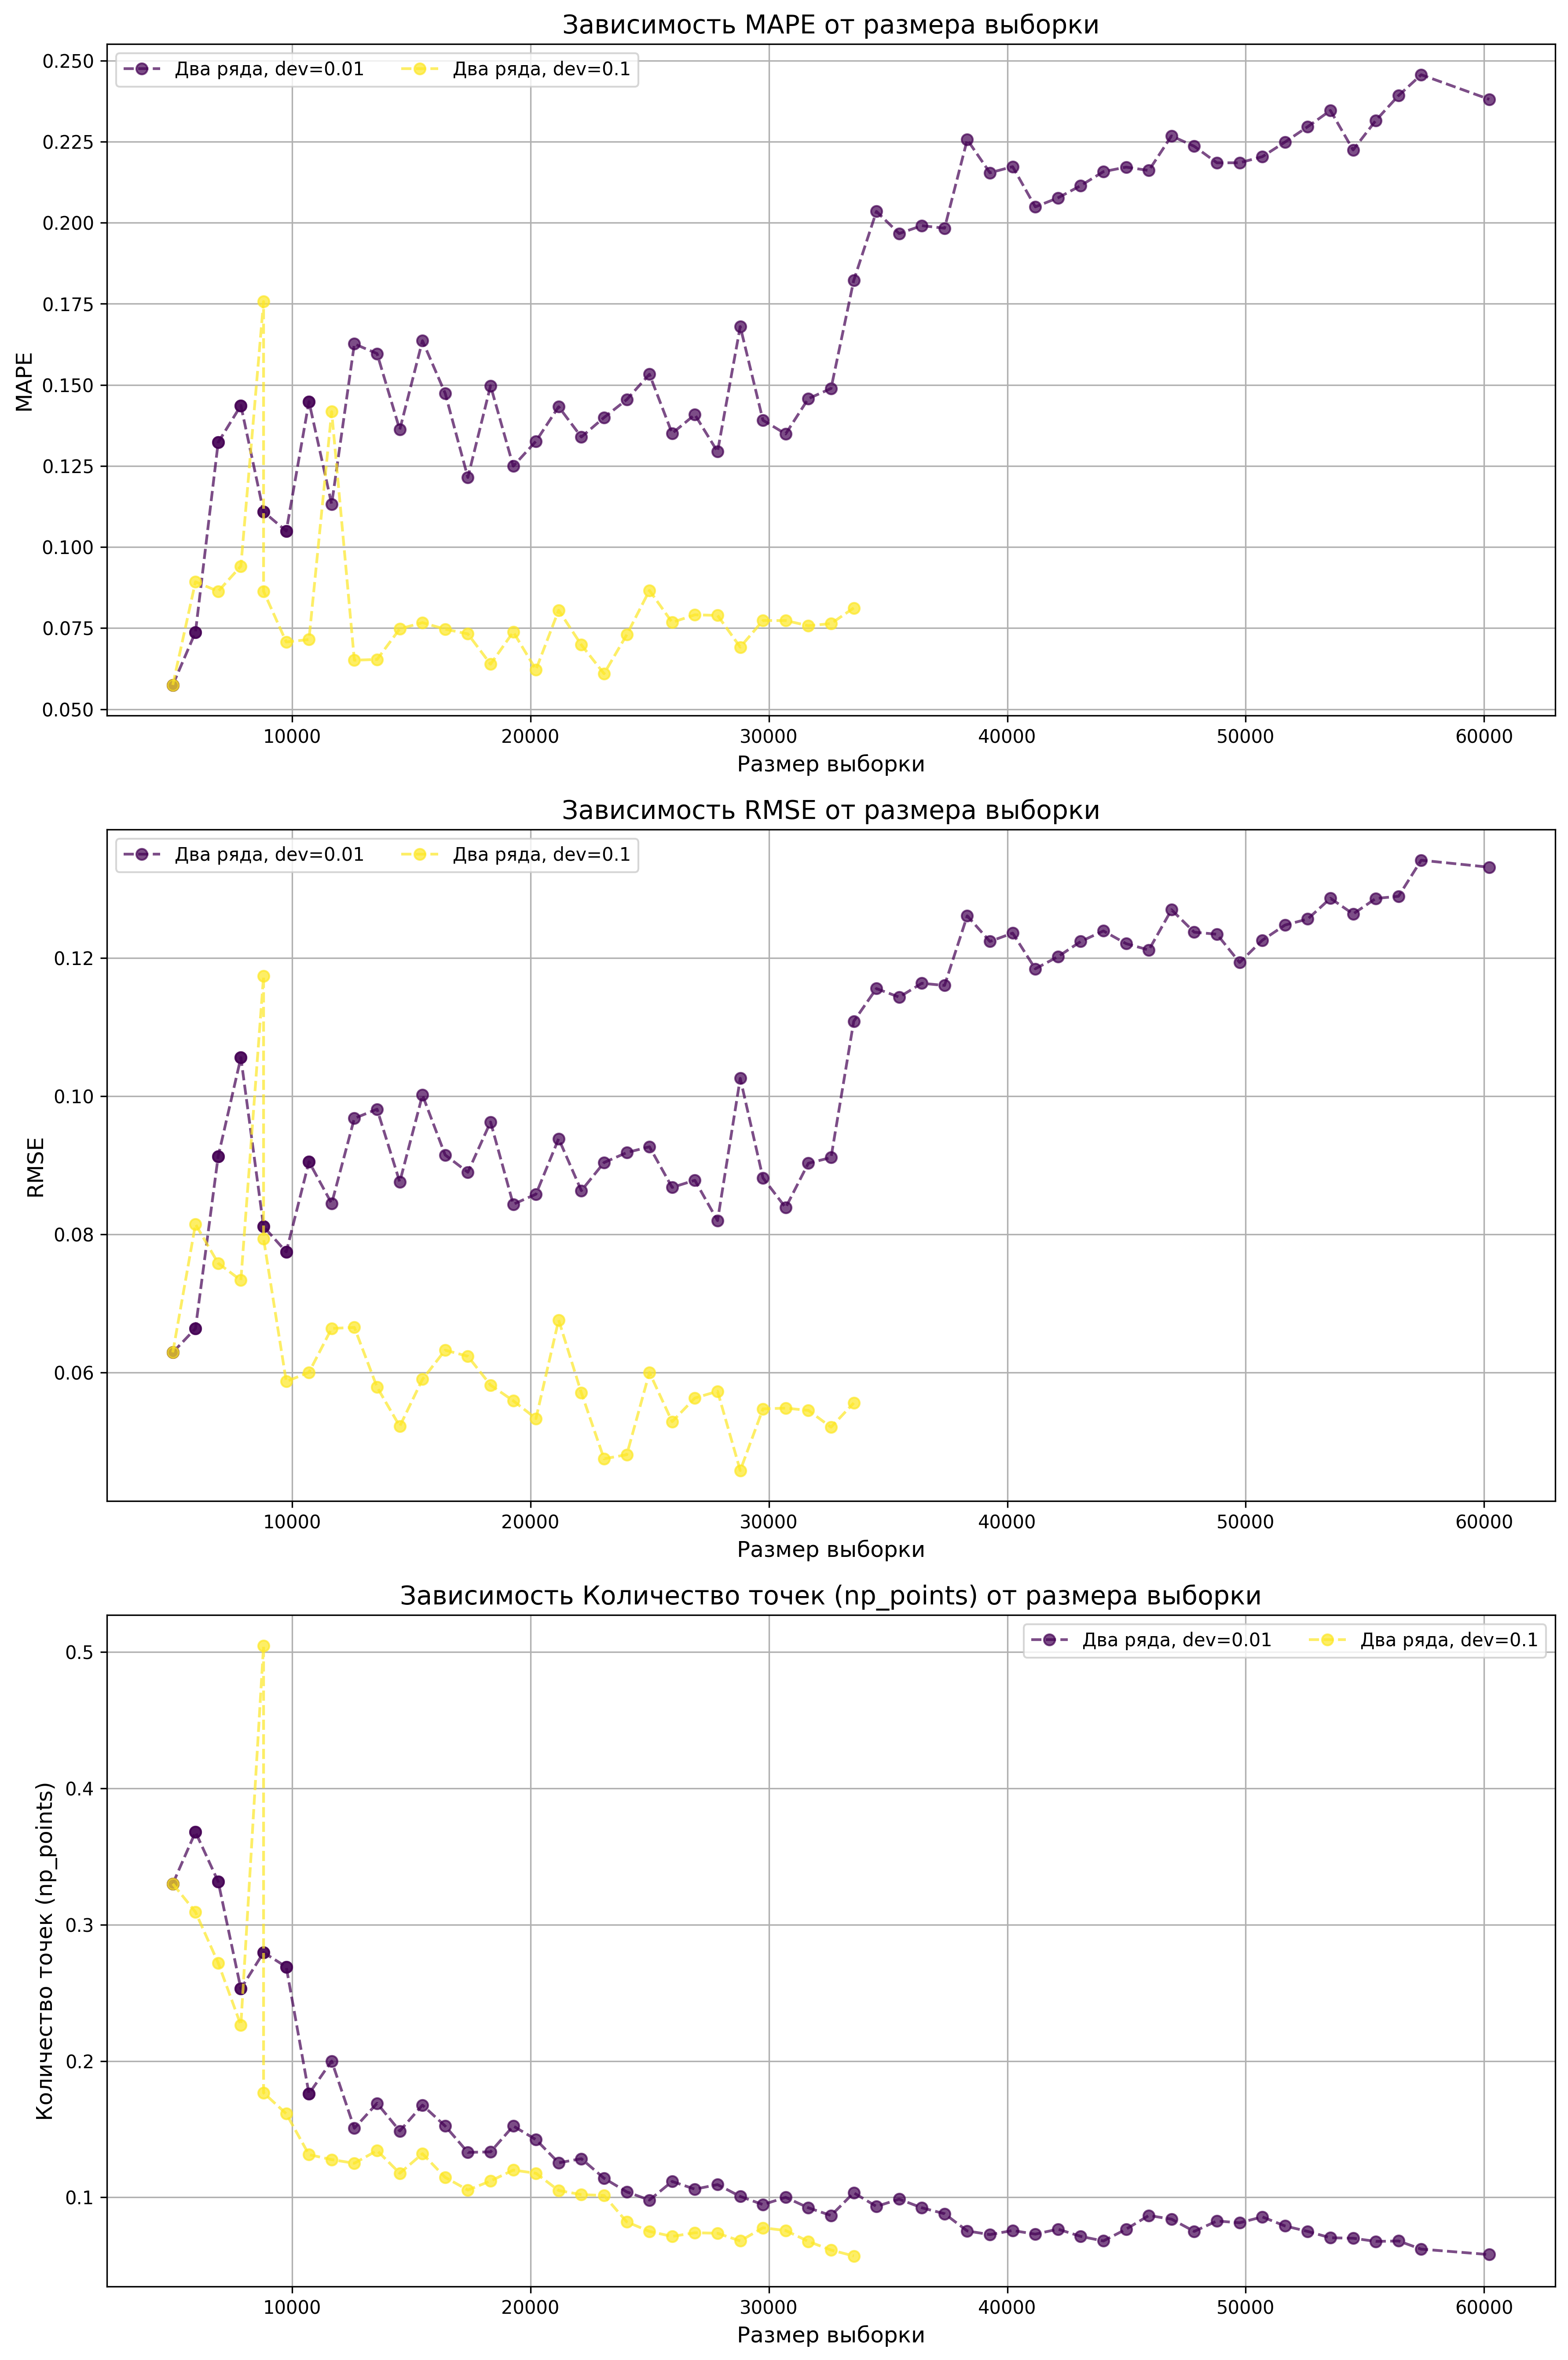 Зависимость MAPE от размера выборки
Два ряда, dev=0.01 Два ряда, dev=0.1
MAPE
0.250
0.225
0.200
0.175
0.150
0.125
0.100
0.075
0.050
10000 20000 30000 40000 50000 60000
Размер выборки
Зависимость RMSE от размера выборки
Два ряда, dev=0.01 Два ряда, dev=0.1
RMSE
0.12
0.10
0.08
0.06
10000 20000 30000 40000 50000 60000
Размер выборки
Зависимость Количество точек (np_points) от размера выборки
Два ряда, dev=0.01 Два ряда, dev=0.1
Количество точек (np_points)
0.5
0.4
0.3
0.2
0.1
10000 20000 30000 40000 50000 60000
Размер выборки